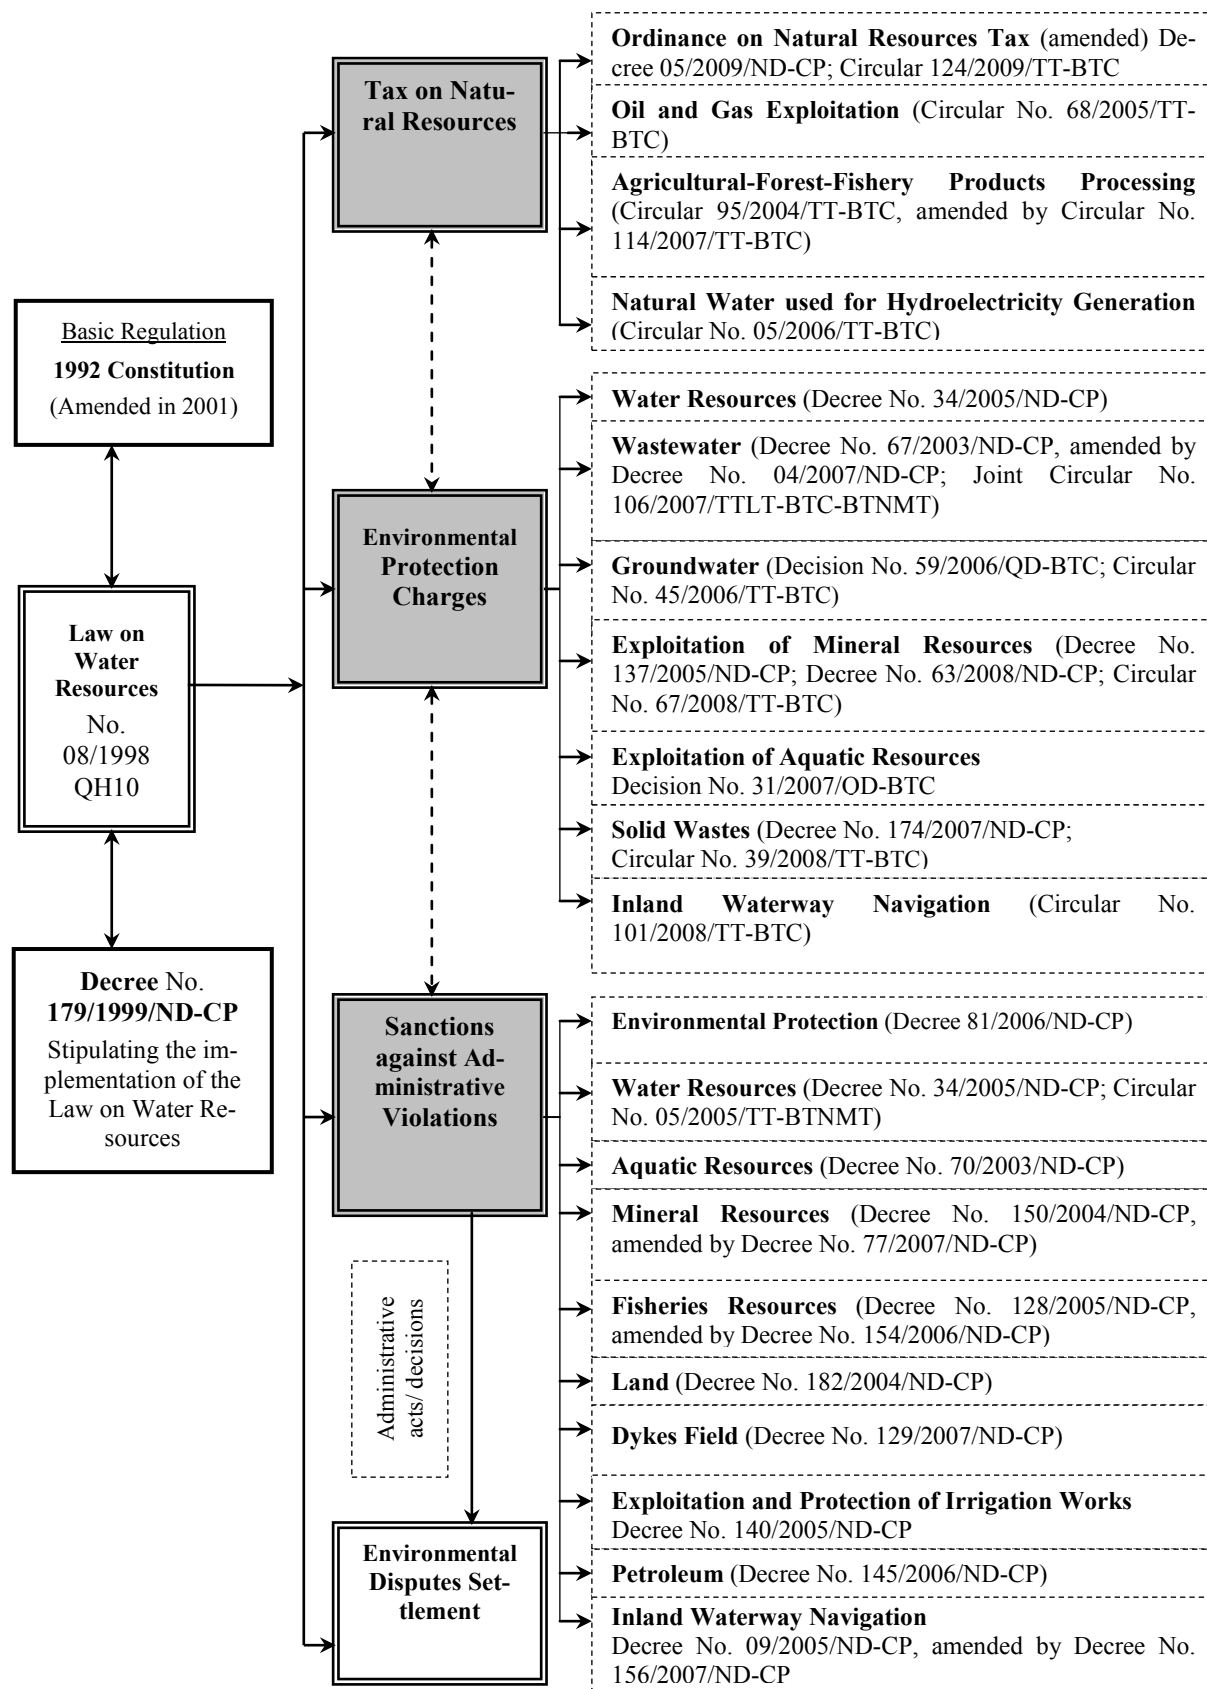 Basic Regulation
1992 Constitution
(Amended in 2001)
Law on
Water
Resources
No.
08/1998
QH10
Decree No.
179/1999/ND-CP
Stipulating the im-
plementation of the
Law on Water Re-
sources
Tax on Natu-
ral Resources
Ordinance on Natural Resources Tax (amended) De-
cree 05/2009/ND-CP; Circular 124/2009/TT-BTC
Oil and Gas Exploitation (Circular No. 68/2005/TT-
BTC)
Agricultural-Forest-Fishery Products Processing
(Circular 95/2004/TT-BTC, amended by Circular No.
114/2007/TT-BTC)
Natural Water used for Hydroelectricity Generation
(Circular No. 05/2006/TT-BTC)
Environmental
Protection
Charges
Water Resources (Decree No. 34/2005/ND-CP)
Wastewater (Decree No. 67/2003/ND-CP, amended by
Decree No. 04/2007/ND-CP; Joint Circular No.
106/2007/TTLT-BTC-BTNMT)
Groundwater (Decision No. 59/2006/QD-BTC; Circular
No. 45/2006/TT-BTC)
Exploitation of Mineral Resources (Decree No.
137/2005/ND-CP; Decree No. 63/2008/ND-CP; Circular
No. 67/2008/TT-BTC)
Exploitation of Aquatic Resources
Decision No. 31/2007/QD-BTC
Solid Wastes (Decree No. 174/2007/ND-CP;
Circular No. 39/2008/TT-BTC)
Inland Waterway Navigation (Circular No.
101/2008/TT-BTC)
Sanctions
against Ad-
ministrative
Violations
Environmental Protection (Decree 81/2006/ND-CP)
Water Resources (Decree No. 34/2005/ND-CP; Circular
No. 05/2005/TT-BTNMT)
Aquatic Resources (Decree No. 70/2003/ND-CP)
Mineral Resources (Decree No. 150/2004/ND-CP,
amended by Decree No. 77/2007/ND-CP)
Fisheries Resources (Decree No. 128/2005/ND-CP,
amended by Decree No. 154/2006/ND-CP)
Land (Decree No. 182/2004/ND-CP)
Dykes Field (Decree No. 129/2007/ND-CP)
Exploitation and Protection of Irrigation Works
Decree No. 140/2005/ND-CP
Petroleum (Decree No. 145/2006/ND-CP)
Inland Waterway Navigation
Decree No. 09/2005/ND-CP, amended by Decree No.
156/2007/ND-CP
Administrative
acts/ decisions
Environmental
Disputes Set-
tlement